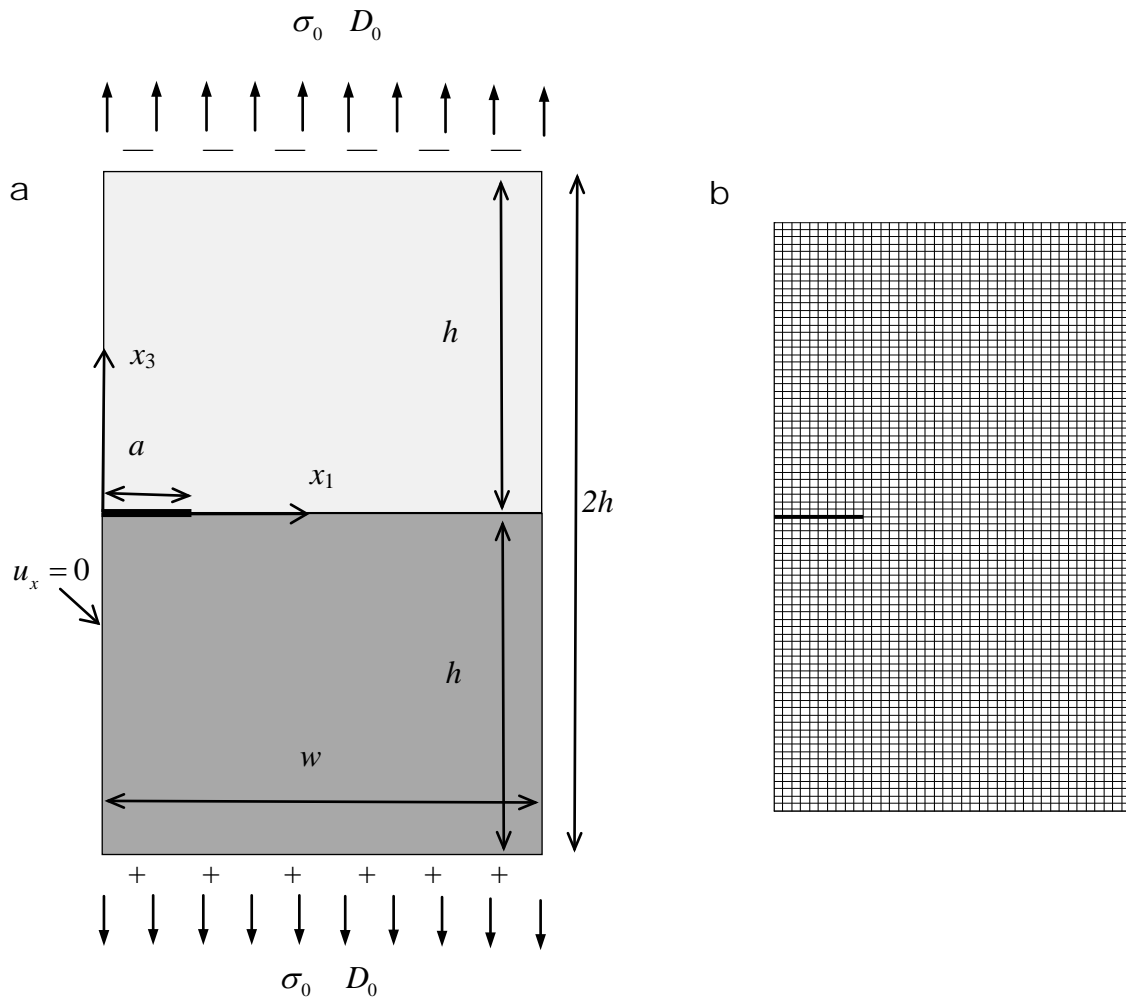 σ₀ D₀
— — — — — —
a
b
h
x₃
a
x₁
2h
uₓ = 0
h
w
+ + + + + +
σ₀ D₀